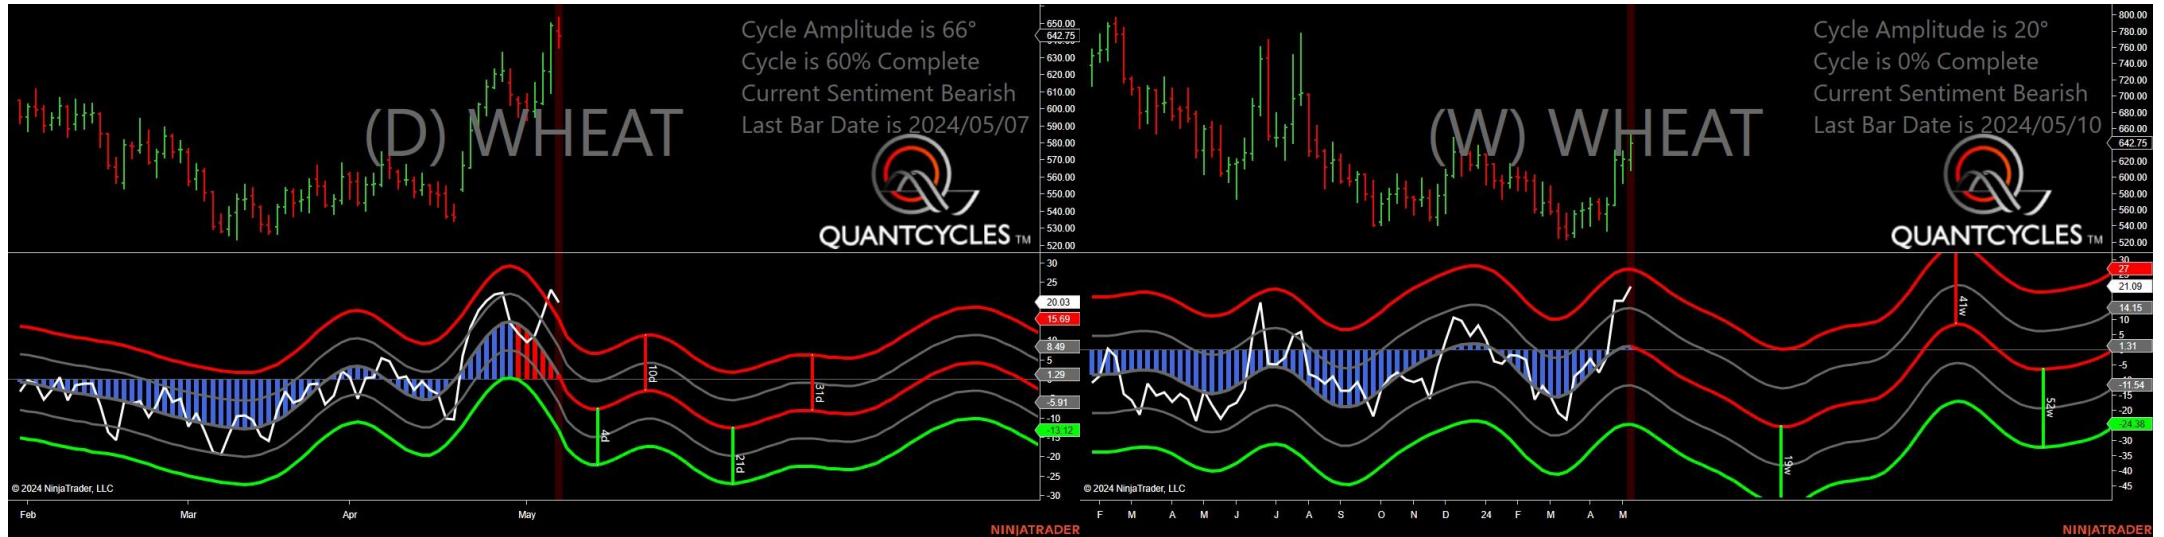 Cycle Amplitude is 66°
Cycle is 60% Complete
Current Sentiment Bearish
Last Bar Date is 2024/05/07
(D) WHEAT
QUANTCYCLES TM
650.00
642.75
630.00
620.00
610.00
600.00
590.00
580.00
570.00
560.00
550.00
540.00
530.00
520.00
30
25
20.03
15.69
8.49
5
1.29
-5.91
-10
-13.12
-15
-20
-25
-30
10d
31d
4d
21d
© 2024 NinjaTrader, LLC
Feb
Mar
Apr
May
NINJATRADER
Cycle Amplitude is 20°
Cycle is 0% Complete
Current Sentiment Bearish
Last Bar Date is 2024/05/10
(W) WHEAT
QUANTCYCLES TM
800.00
780.00
760.00
740.00
720.00
700.00
680.00
660.00
642.75
620.00
600.00
580.00
560.00
540.00
520.00
30
27
21.09
14.15
10
5
1.31
-5
-11.54
-15
-20
-24.38
-30
-35
-40
-45
41w
52w
19w
© 2024 NinjaTrader, LLC
F M A M J J A S O N D 24 F M A M
NINJATRADER